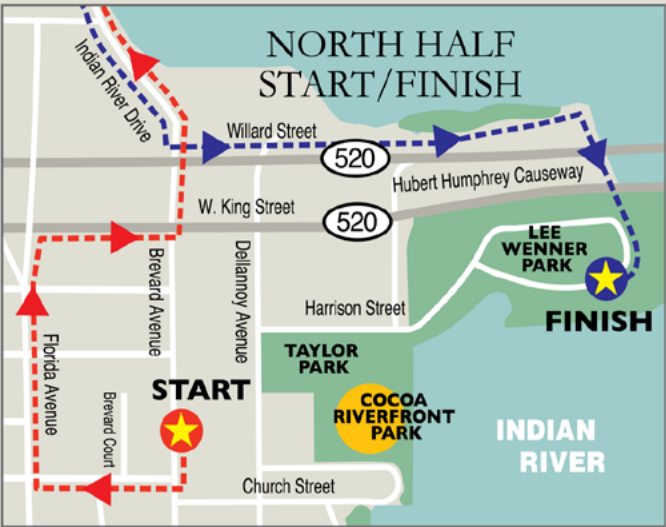 NORTH HALF
START/FINISH
Indian River Drive
Willard Street
520
Hubert Humphrey Causeway
W. King Street
520
LEE
WENNER
PARK
Brevard Avenue
Dellannoy Avenue
Harrison Street
FINISH
Florida Avenue
TAYLOR
PARK
START
Brevard Court
COCOA
RIVERFRONT
PARK
INDIAN
RIVER
Church Street